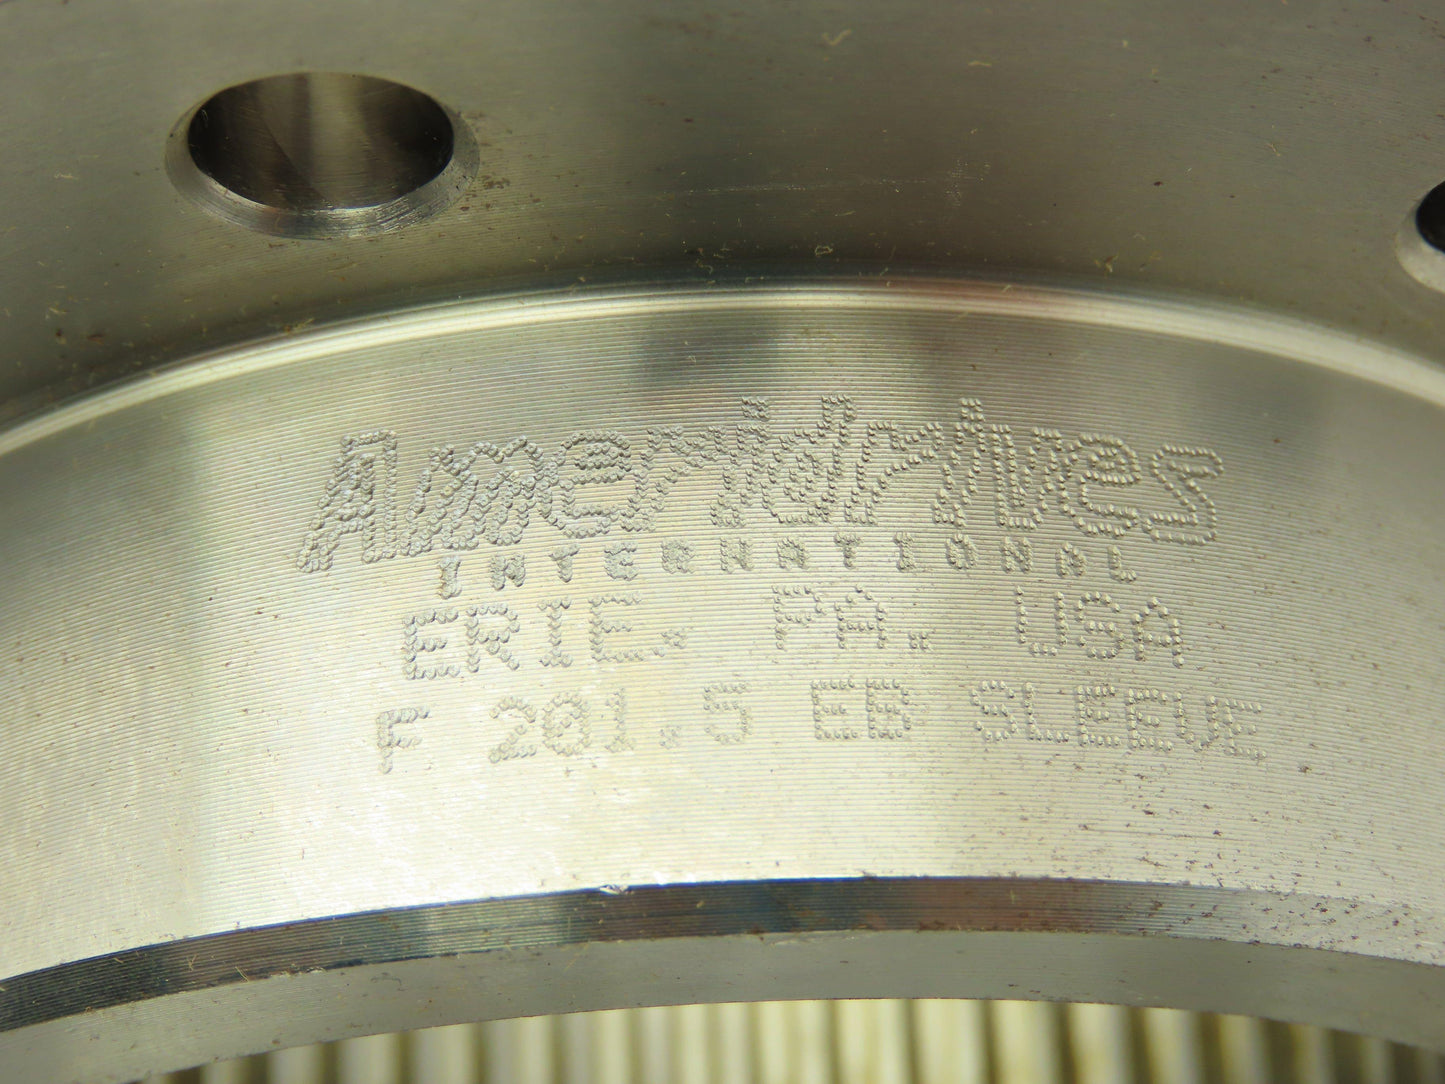 Ameridrives
INTERNATIONAL
ERIE, PA. USA
F 201.5 EB SLEEVE